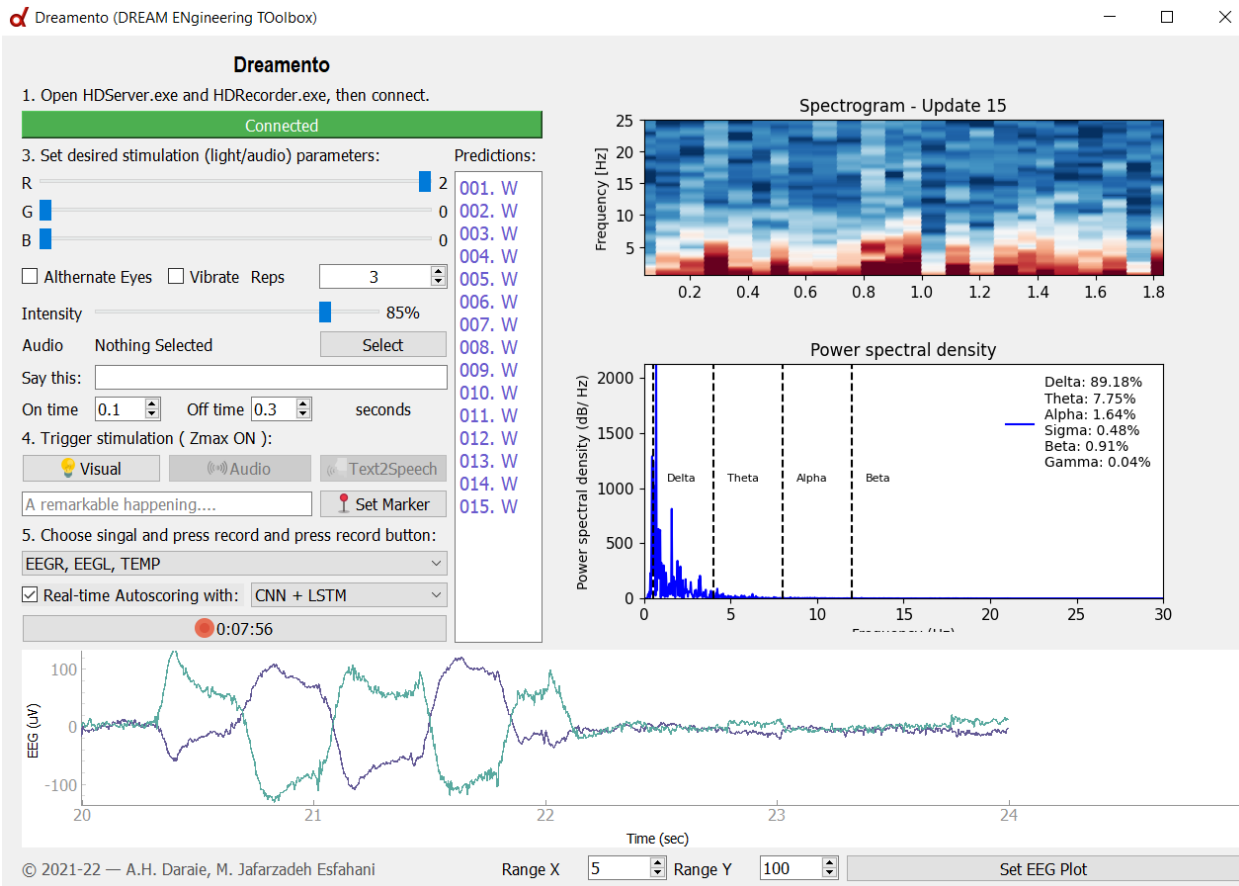 Dreamento (DREAM ENgineering TOolbox)
Dreamento
1. Open HDServer.exe and HDRecorder.exe, then connect.
Connected
3. Set desired stimulation (light/audio) parameters:
R 2
G 0
B 0
Althernate Eyes Vibrate Reps 3
Intensity 85%
Audio Nothing Selected Select
Say this:
On time 0.1 Off time 0.3 seconds
4. Trigger stimulation ( Zmax ON ):
Visual Audio Text2Speech
A remarkable happening.... Set Marker
5. Choose singal and press record and press record button:
EEGR, EEGL, TEMP
Real-time Autoscoring with: CNN + LSTM
0:07:56
Predictions:
001. W
002. W
003. W
004. W
005. W
006. W
007. W
008. W
009. W
010. W
011. W
012. W
013. W
014. W
015. W
Spectrogram - Update 15
Frequency [Hz]
25
20
15
10
5
0.2 0.4 0.6 0.8 1.0 1.2 1.4 1.6 1.8
Power spectral density
Power spectral density (dB/ Hz)
2000
1500
1000
500
0
Delta: 89.18%
Theta: 7.75%
Alpha: 1.64%
Sigma: 0.48%
Beta: 0.91%
Gamma: 0.04%
Delta Theta Alpha Beta
0 5 10 15 20 25 30
Frequency (Hz)
EEG (uV)
100
0
-100
20 21 22 23 24
Time (sec)
© 2021-22 — A.H. Daraie, M. Jafarzadeh Esfahani
Range X 5 Range Y 100 Set EEG Plot